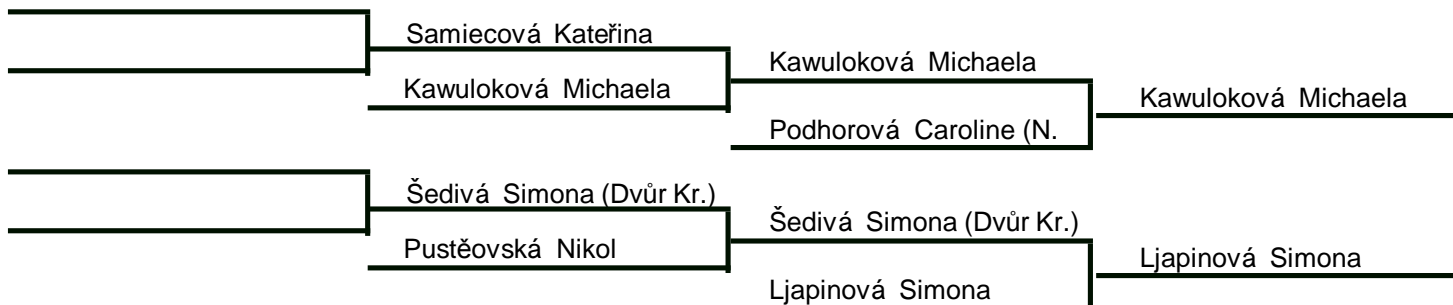 Samiecová Kateřina
Kawuloková Michaela
Kawuloková Michaela
Kawuloková Michaela
Podhorová Caroline (N.
Šedivá Simona (Dvůr Kr.)
Šedivá Simona (Dvůr Kr.)
Pustěovská Nikol
Ljapinová Simona
Ljapinová Simona